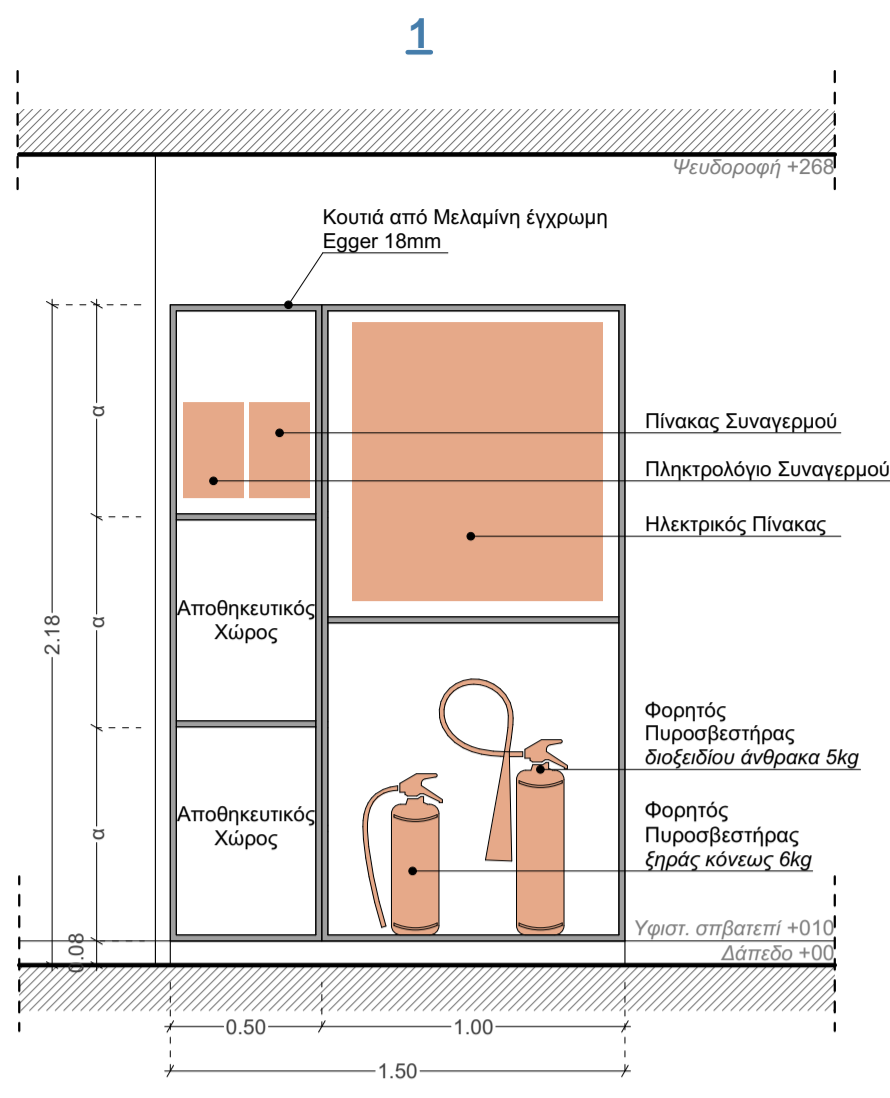 1
Ψευδοροφή +268
Κουτιά από Μελαμίνη έγχρωμη
Egger 18mm
Πίνακας Συναγερμού
Πληκτρολόγιο Συναγερμού
Ηλεκτρικός Πίνακας
α
α
α
2.18
0.08
Αποθηκευτικός
Χώρος
Αποθηκευτικός
Χώρος
Φορητός
Πυροσβεστήρας
διοξειδίου άνθρακα 5kg
Φορητός
Πυροσβεστήρας
ξηράς κόνεως 6kg
Υφιστ. σπβατεπί +010
Δάπεδο +00
0.50
1.00
1.50